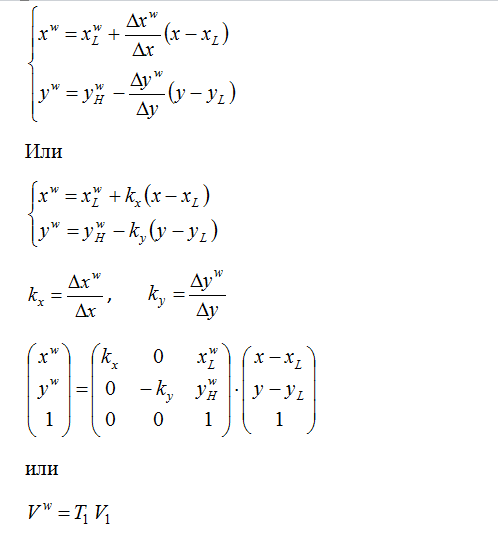 x^w = x_L^w + Δx^w/Δx (x − x_L)
y^w = y_H^w − Δy^w/Δy (y − y_L)
Или
x^w = x_L^w + k_x (x − x_L)
y^w = y_H^w − k_y (y − y_L)
k_x = Δx^w/Δx , k_y = Δy^w/Δy
(x^w) = (k_x 0 x_L^w) · (x − x_L)
(y^w) = (0 −k_y y_H^w) · (y − y_L)
(1) = (0 0 1) · (1)
или
V^w = T_1 V_1